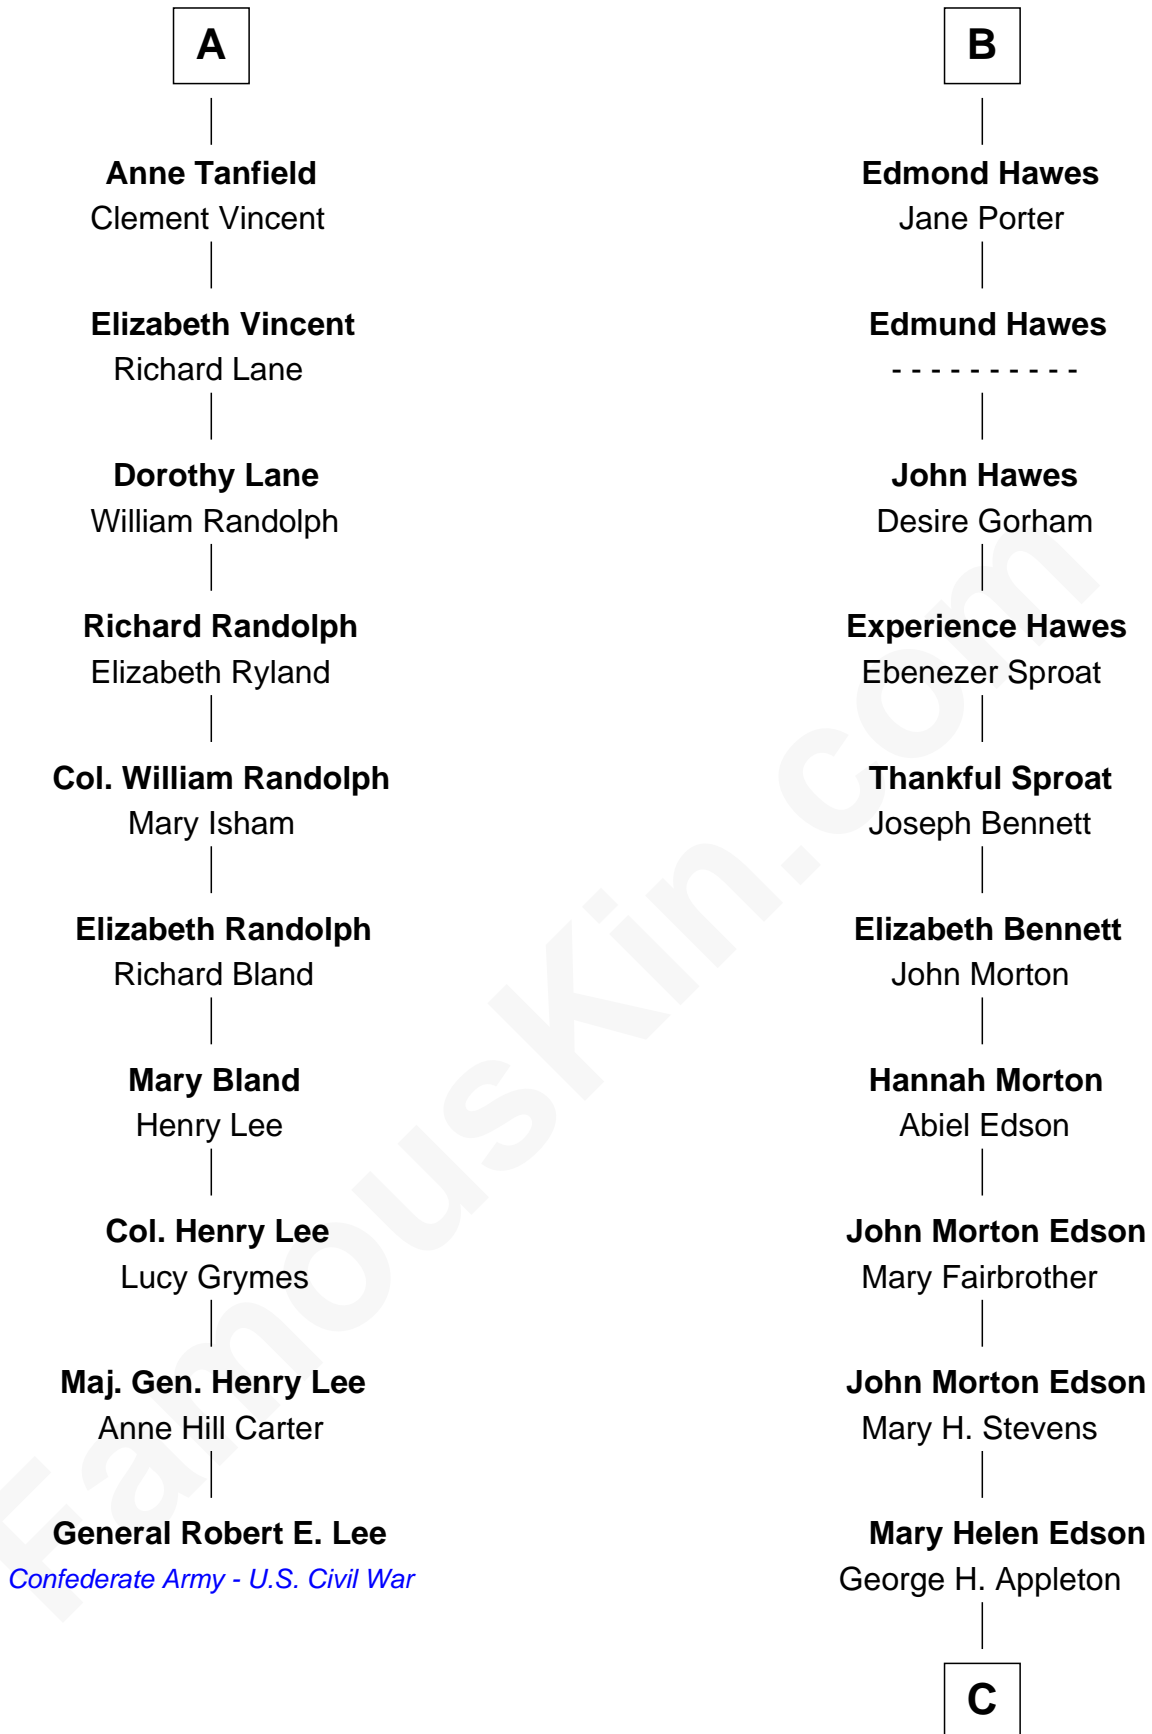 A
Anne Tanfield
Clement Vincent
Elizabeth Vincent
Richard Lane
Dorothy Lane
William Randolph
Richard Randolph
Elizabeth Ryland
Col. William Randolph
Mary Isham
Elizabeth Randolph
Richard Bland
Mary Bland
Henry Lee
Col. Henry Lee
Lucy Grymes
Maj. Gen. Henry Lee
Anne Hill Carter
General Robert E. Lee
Confederate Army - U.S. Civil War
B
Edmond Hawes
Jane Porter
Edmund Hawes
- - - - - - - - - -
John Hawes
Desire Gorham
Experience Hawes
Ebenezer Sproat
Thankful Sproat
Joseph Bennett
Elizabeth Bennett
John Morton
Hannah Morton
Abiel Edson
John Morton Edson
Mary Fairbrother
John Morton Edson
Mary H. Stevens
Mary Helen Edson
George H. Appleton
C
FamousKin.com